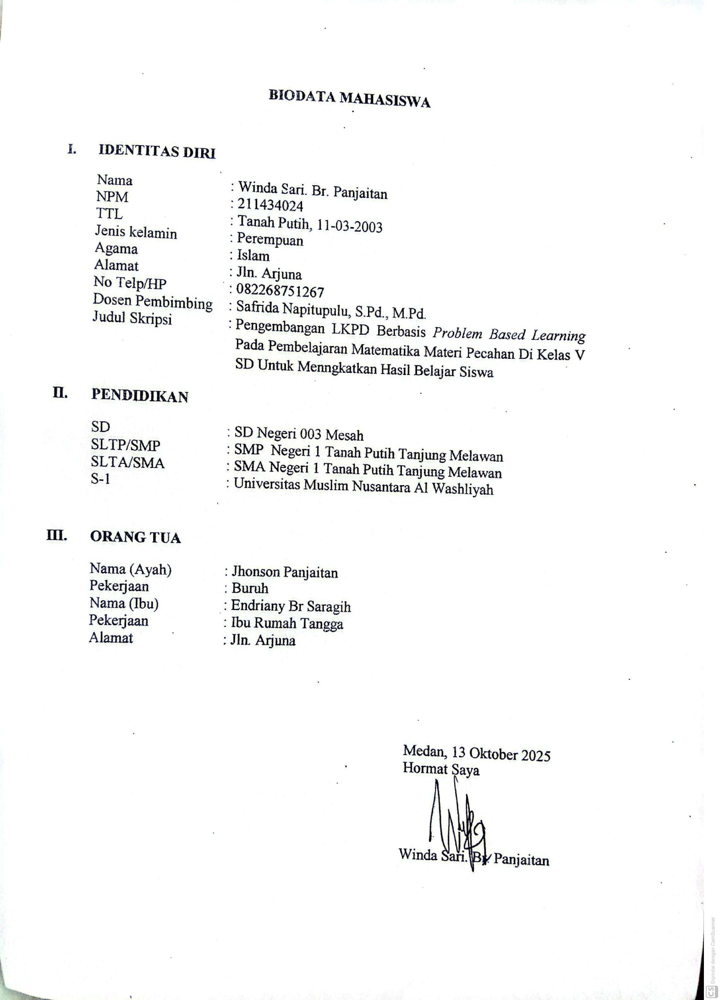 BIODATA MAHASISWA
I. IDENTITAS DIRI
Nama : Winda Sari. Br. Panjaitan
NPM : 211434024
TTL : Tanah Putih, 11-03-2003
Jenis kelamin : Perempuan
Agama : Islam
Alamat : Jln. Arjuna
No Telp/HP : 082268751267
Dosen Pembimbing : Safrida Napitupulu, S.Pd., M.Pd.
Judul Skripsi : Pengembangan LKPD Berbasis Problem Based Learning
Pada Pembelajaran Matematika Materi Pecahan Di Kelas V
SD Untuk Menngkatkan Hasil Belajar Siswa
II. PENDIDIKAN
SD : SD Negeri 003 Mesah
SLTP/SMP : SMP Negeri 1 Tanah Putih Tanjung Melawan
SLTA/SMA : SMA Negeri 1 Tanah Putih Tanjung Melawan
S-1 : Universitas Muslim Nusantara Al Washliyah
III. ORANG TUA
Nama (Ayah) : Jhonson Panjaitan
Pekerjaan : Buruh
Nama (Ibu) : Endriany Br Saragih
Pekerjaan : Ibu Rumah Tangga
Alamat : Jln. Arjuna
Medan, 13 Oktober 2025
Hormat Saya
Winda Sari. Br. Panjaitan
CS Dipindai dengan CamScanner